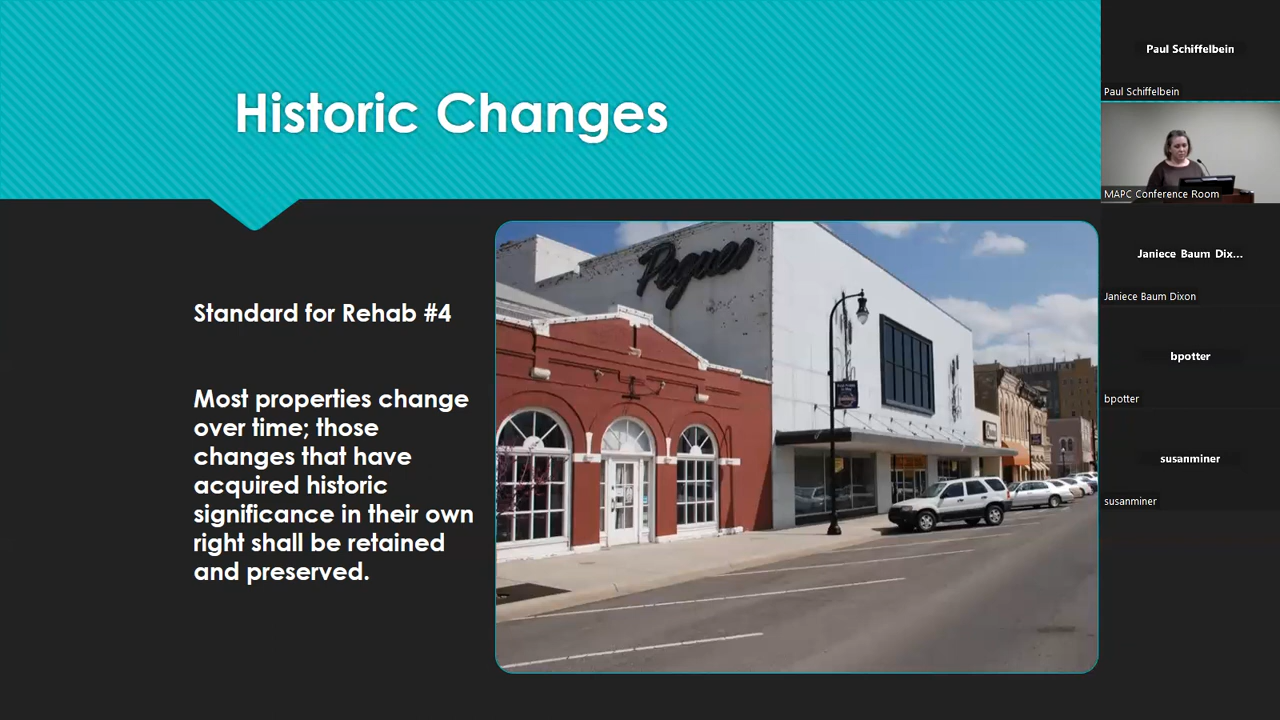 Historic Changes
Standard for Rehab #4
Most properties change
over time; those
changes that have
acquired historic
significance in their own
right shall be retained
and preserved.
Pegues
Paul Schiffelbein
Paul Schiffelbein
MAPC Conference Room
Janiece Baum Dix...
Janiece Baum Dixon
bpotter
bpotter
susanminer
susanminer